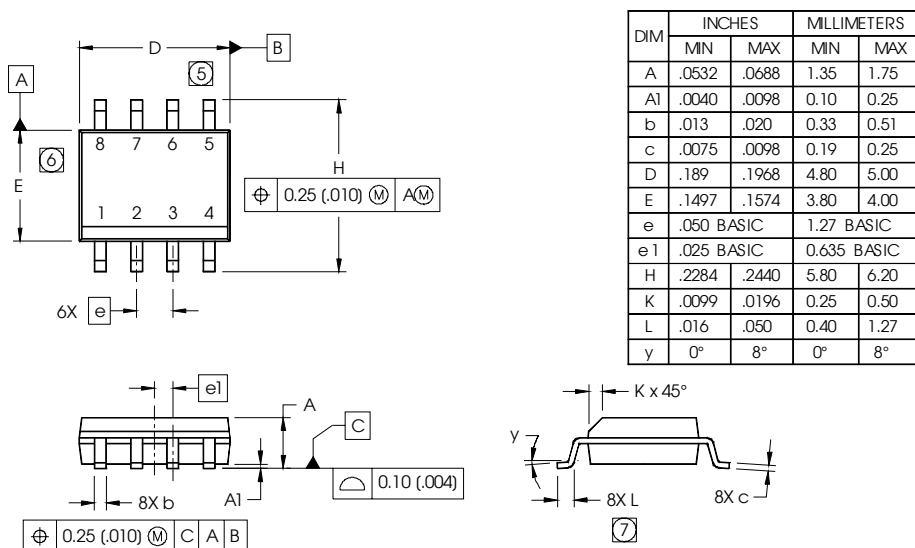 D
B
5
A
8 7 6 5
6
E
H
⌖ 0.25 (.010) Ⓜ AⓂ
1 2 3 4
6X e
DIM INCHES MILLIMETERS
MIN MAX MIN MAX
A .0532 .0688 1.35 1.75
A1 .0040 .0098 0.10 0.25
b .013 .020 0.33 0.51
c .0075 .0098 0.19 0.25
D .189 .1968 4.80 5.00
E .1497 .1574 3.80 4.00
e .050 BASIC 1.27 BASIC
e1 .025 BASIC 0.635 BASIC
H .2284 .2440 5.80 6.20
K .0099 .0196 0.25 0.50
L .016 .050 0.40 1.27
y 0° 8° 0° 8°
e1
A
C
⌓ 0.10 (.004)
8X b
A1
⌖ 0.25 (.010) Ⓜ C A B
K x 45°
y
8X L
8X c
7